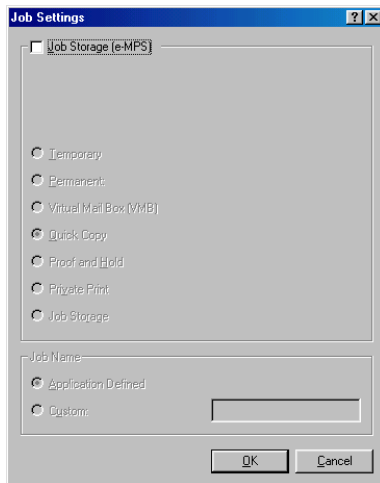 Job Settings
Job Storage (e-MPS)
Temporary
Permanent
Virtual Mail Box (VMB)
Quick Copy
Proof and Hold
Private Print
Job Storage
Job Name
Application Defined
Custom:
OK
Cancel